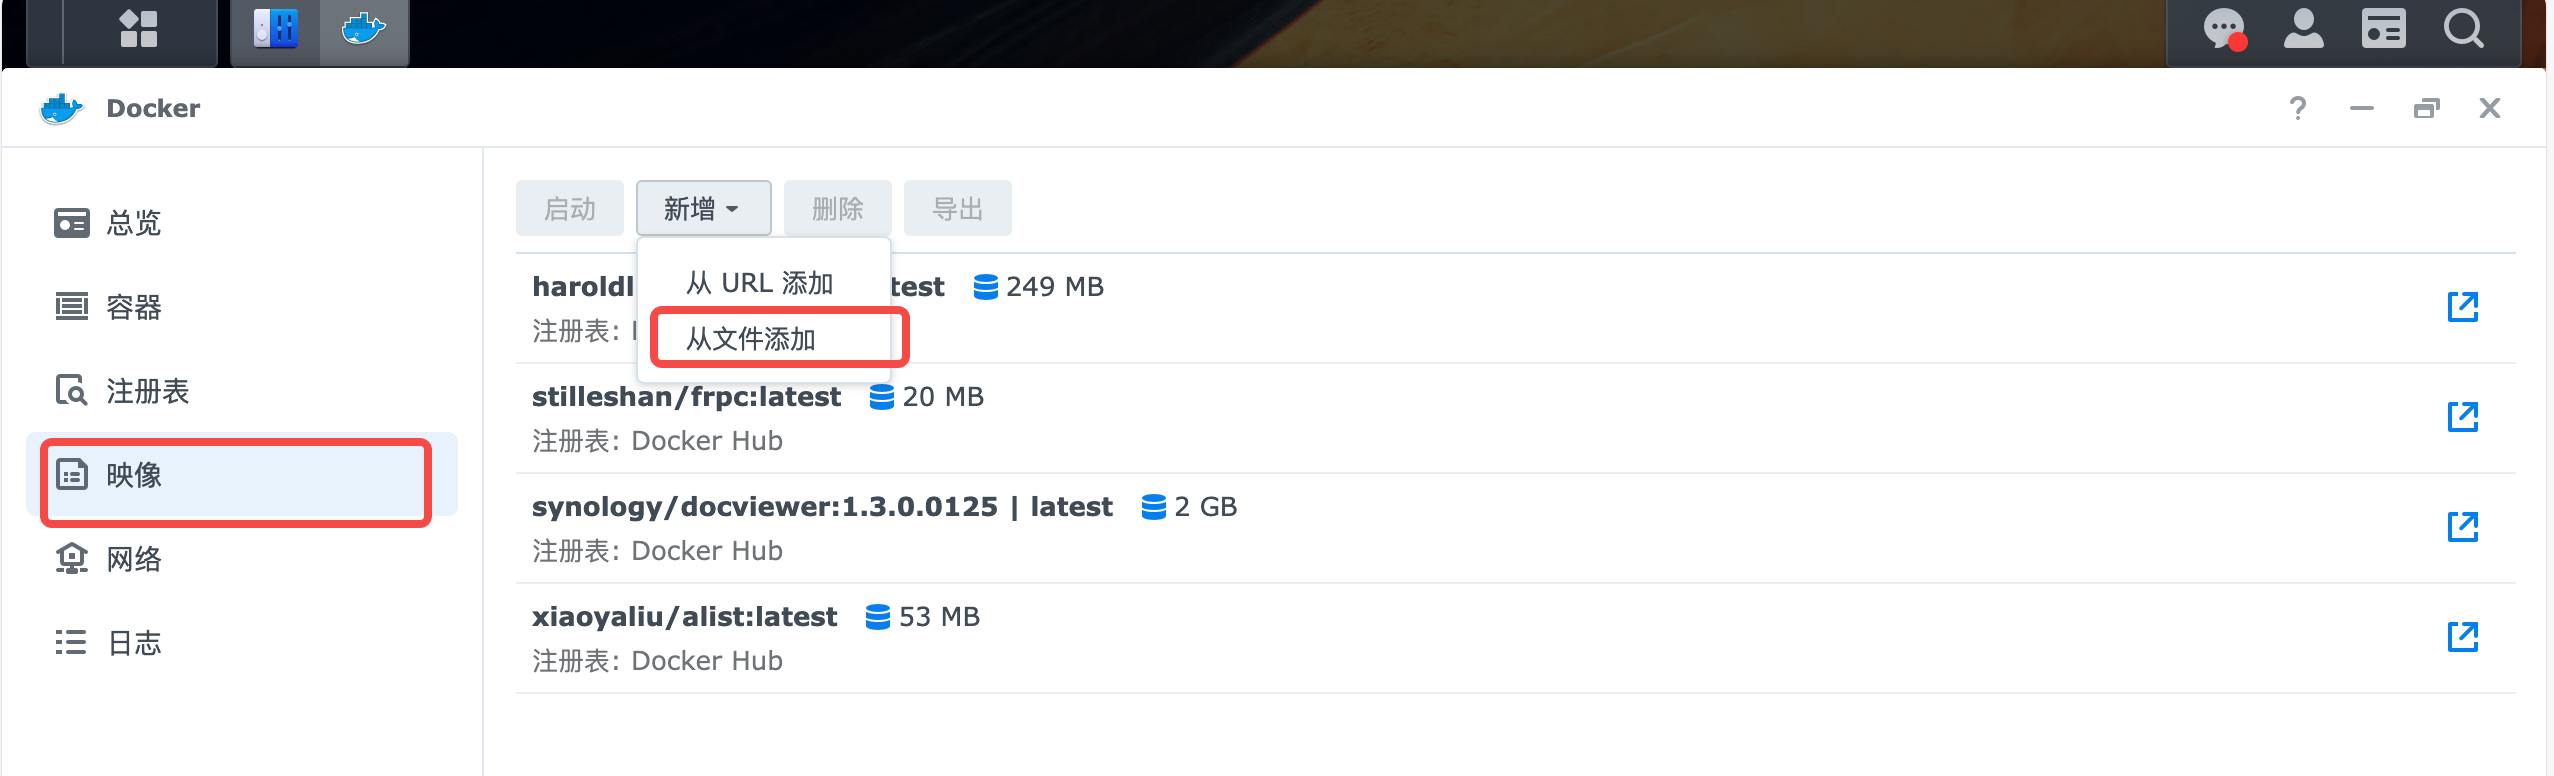 Docker
总览
容器
注册表
映像
网络
日志
启动 新增 删除 导出
从 URL 添加
从文件添加
haroldl test 249 MB
注册表:
stilleshan/frpc:latest 20 MB
注册表: Docker Hub
synology/docviewer:1.3.0.0125 | latest 2 GB
注册表: Docker Hub
xiaoyaliu/alist:latest 53 MB
注册表: Docker Hub